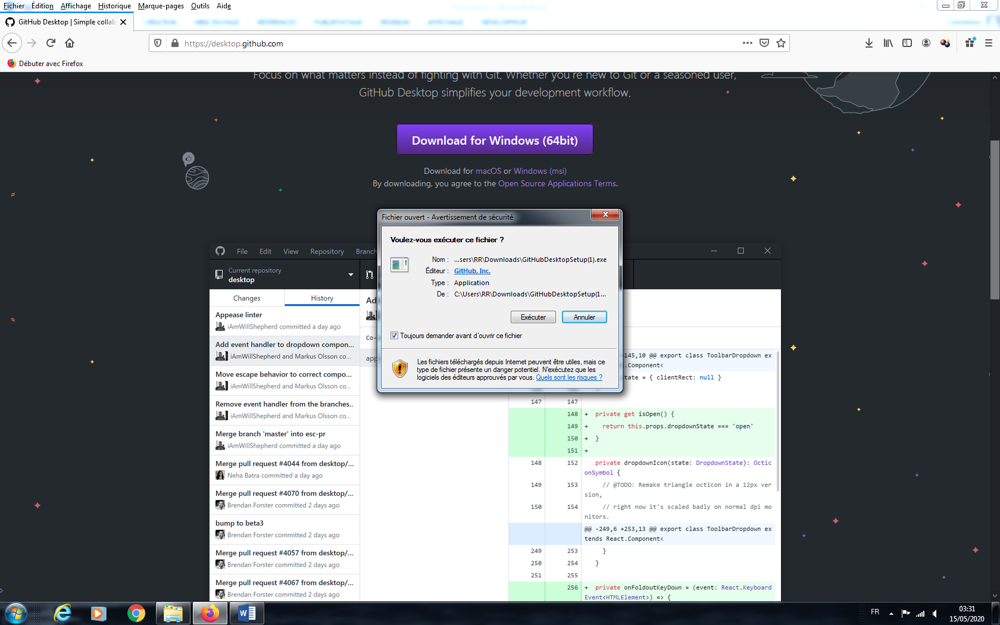 Fichier Édition Affichage Historique Marque-pages Outils Aide
GitHub Desktop | Simple collab
https://desktop.github.com
Débuter avec Firefox
Focus on what matters instead of fighting with Git. Whether you're new to Git or a seasoned user,
GitHub Desktop simplifies your development workflow.
Download for Windows (64bit)
Download for macOS or Windows (msi)
By downloading, you agree to the Open Source Applications Terms.
Fichier ouvert - Avertissement de sécurité
Voulez-vous exécuter ce fichier ?
Nom : ...sers\RR\Downloads\GitHubDesktopSetup(1).exe
Éditeur : GitHub, Inc.
Type : Application
De : C:\Users\RR\Downloads\GitHubDesktopSetup(1...
Exécuter Annuler
Toujours demander avant d'ouvrir ce fichier
Les fichiers téléchargés depuis Internet peuvent être utiles, mais ce
type de fichier présente un danger potentiel. N'exécutez que les
logiciels des éditeurs approuvés par vous. Quels sont les risques ?
File Edit View Repository Branch
Current repository
desktop
Changes History
Appease linter
iAmWillShepherd committed a day ago
Add event handler to dropdown compon...
iAmWillShepherd and Markus Olsson co...
Move escape behavior to correct compo...
iAmWillShepherd and Markus Olsson co...
Remove event handler from the branches..
iAmWillShepherd and Markus Olsson co...
Merge branch 'master' into esc-pr
iAmWillShepherd committed a day ago
Merge pull request #4044 from desktop/...
Neha Batra committed a day ago
Merge pull request #4070 from desktop/...
Brendan Forster committed 2 days ago
bump to beta3
Brendan Forster committed 2 days ago
Merge pull request #4057 from desktop/...
Brendan Forster committed 2 days ago
Merge pull request #4067 from desktop/...
Brendan Forster committed 2 days ago
Ad
Co-
app
145,10 @@ export class ToolbarDropdown ex
t.Component<
state = { clientRect: null }
147 147
148 + private get isOpen() {
149 + return this.props.dropdownState === 'open'
150 + }
151 +
148 152 private dropdownIcon(state: DropdownState): Octic
onSymbol {
149 153 // @TODO: Remake triangle octicon in a 12px ver
sion,
150 154 // right now it's scaled badly on normal dpi mo
nitors.
@@ -249,6 +253,13 @@ export class ToolbarDropdown ex
tends React.Component<
249 253 }
250 254 }
251 255
256 + private onFoldoutKeyDown = (event: React.Keyboard
Event<HTMLElement>) => {
FR
03:31
15/05/2020